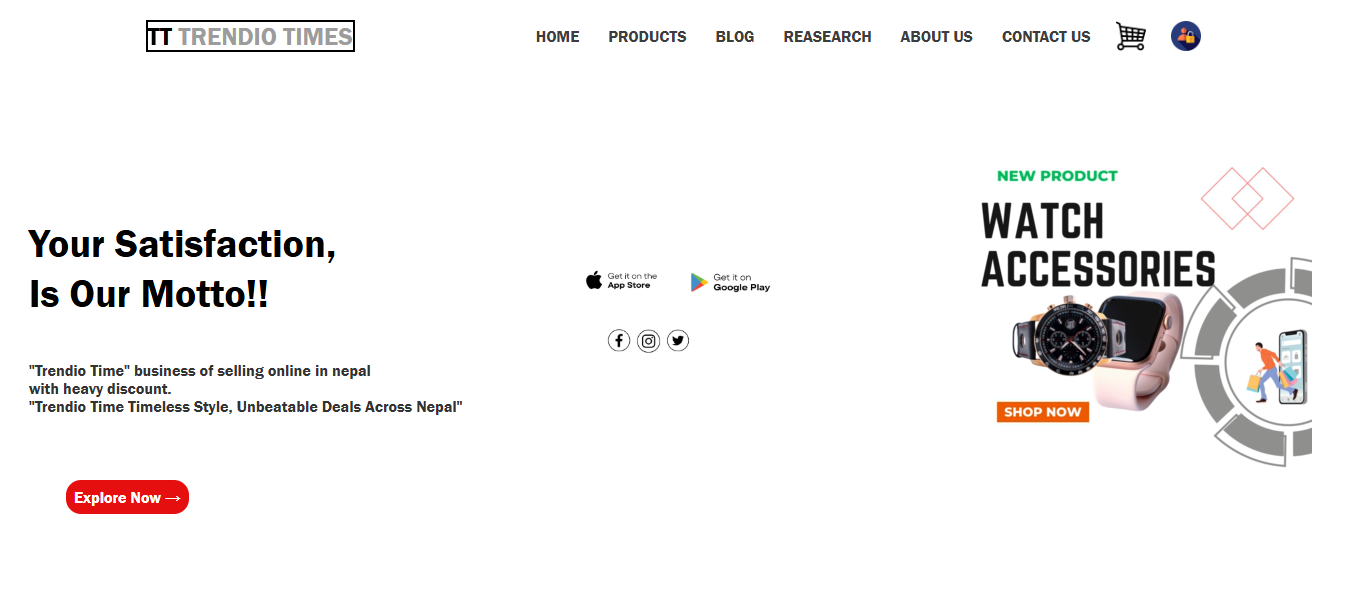 TT TRENDIO TIMES
HOME PRODUCTS BLOG REASEARCH ABOUT US CONTACT US
Your Satisfaction,
Is Our Motto!!
"Trendio Time" business of selling online in nepal
with heavy discount.
"Trendio Time Timeless Style, Unbeatable Deals Across Nepal"
Explore Now →
Get it on the
App Store
Get it on
Google Play
NEW PRODUCT
WATCH
ACCESSORIES
SHOP NOW